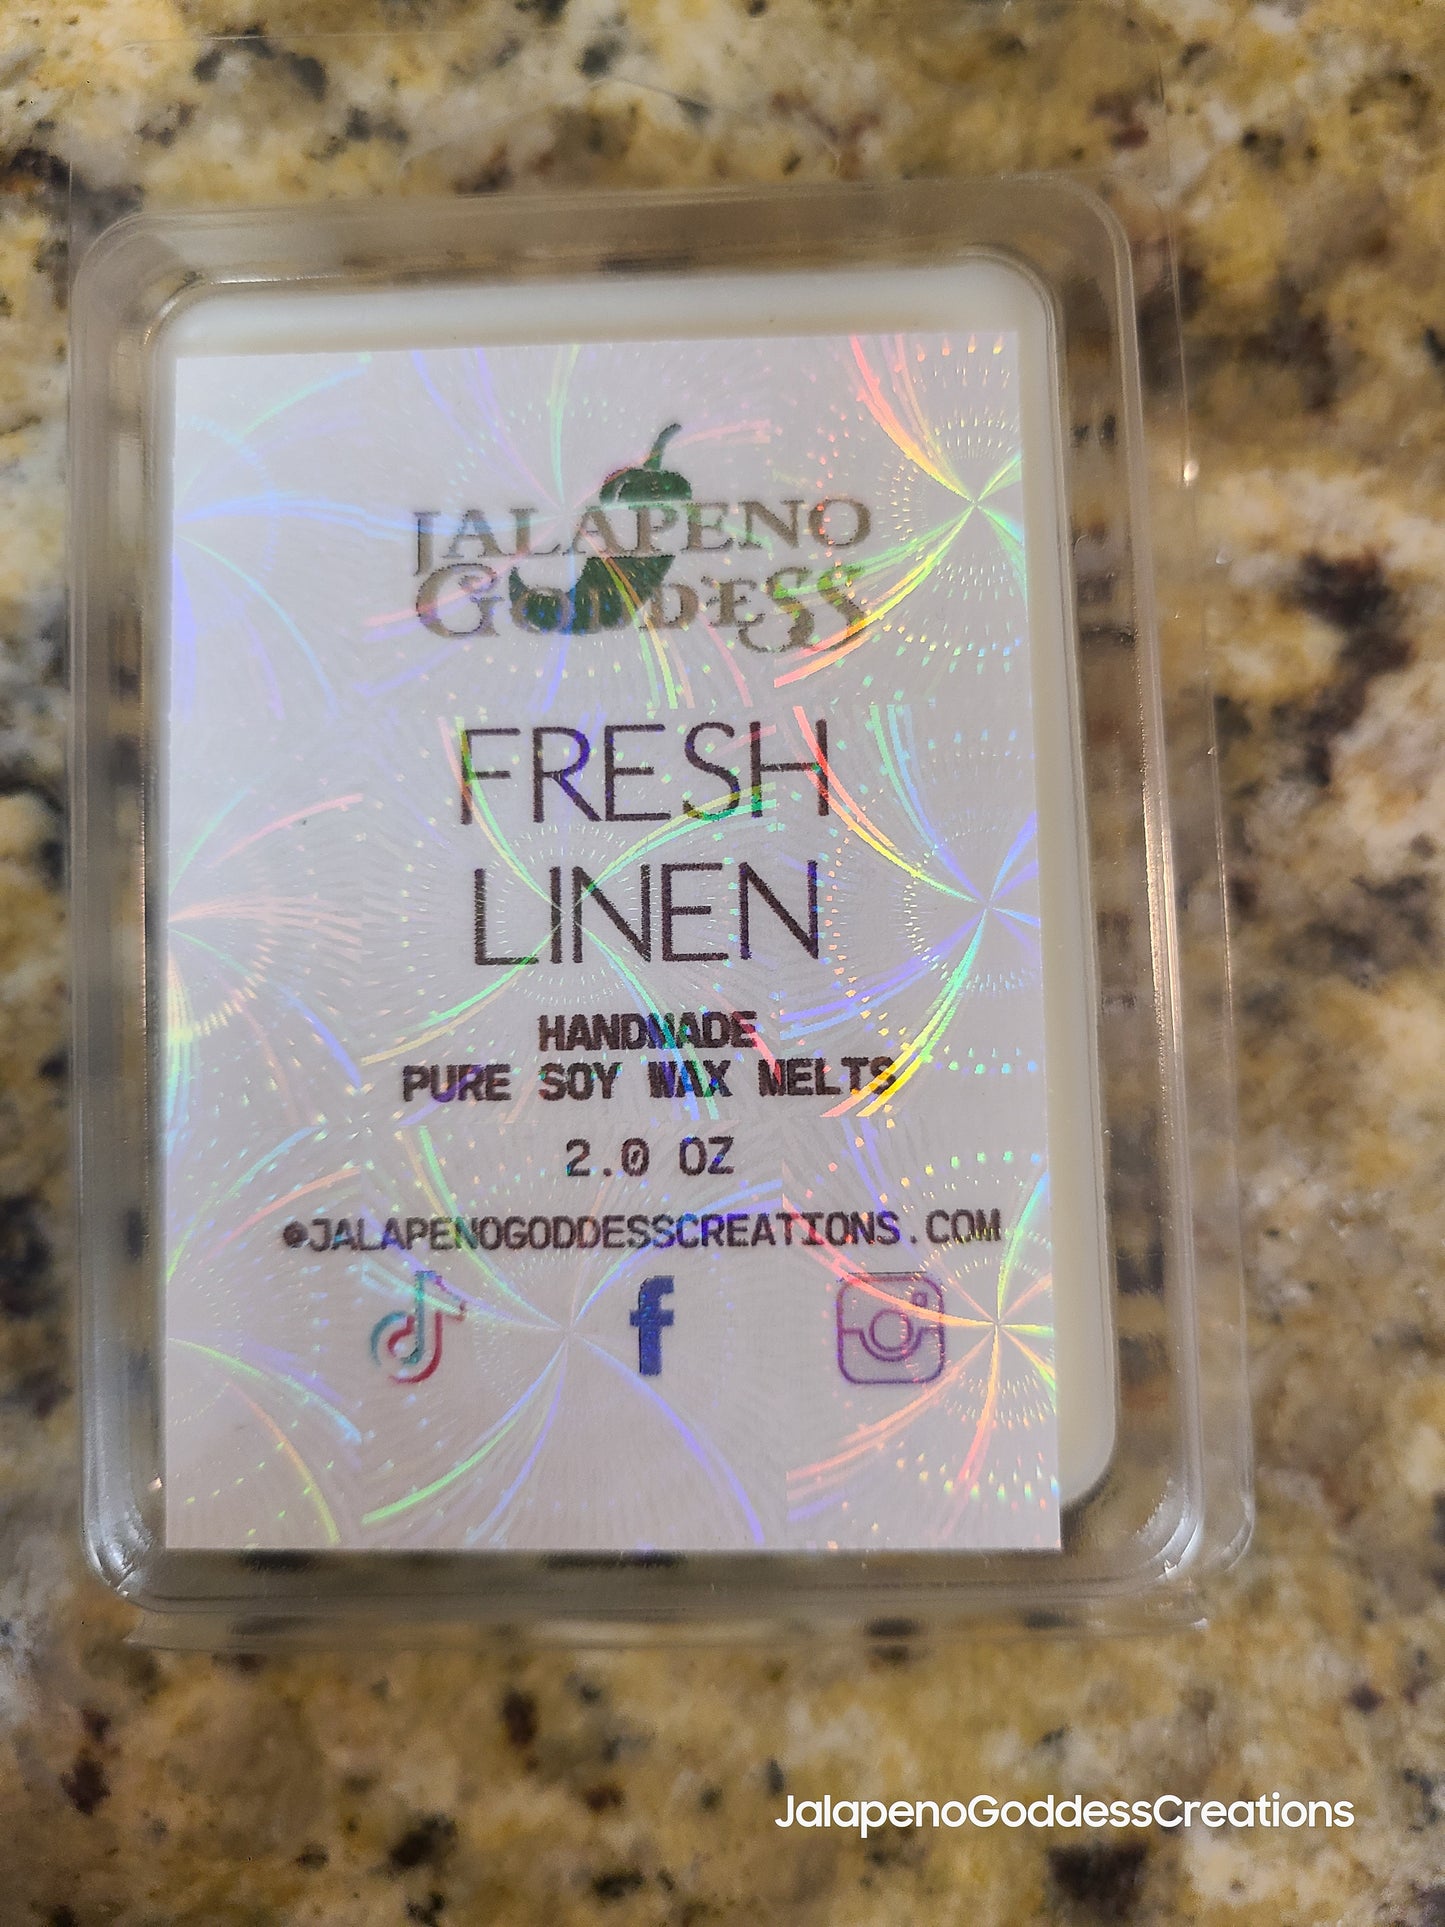 JALAPENO
GODDESS
FRESH
LINEN
HANDMADE
PURE SOY WAX MELTS
2.0 OZ
@JALAPENOGODDESSCREATIONS.COM
f
JalapenoGoddessCreations